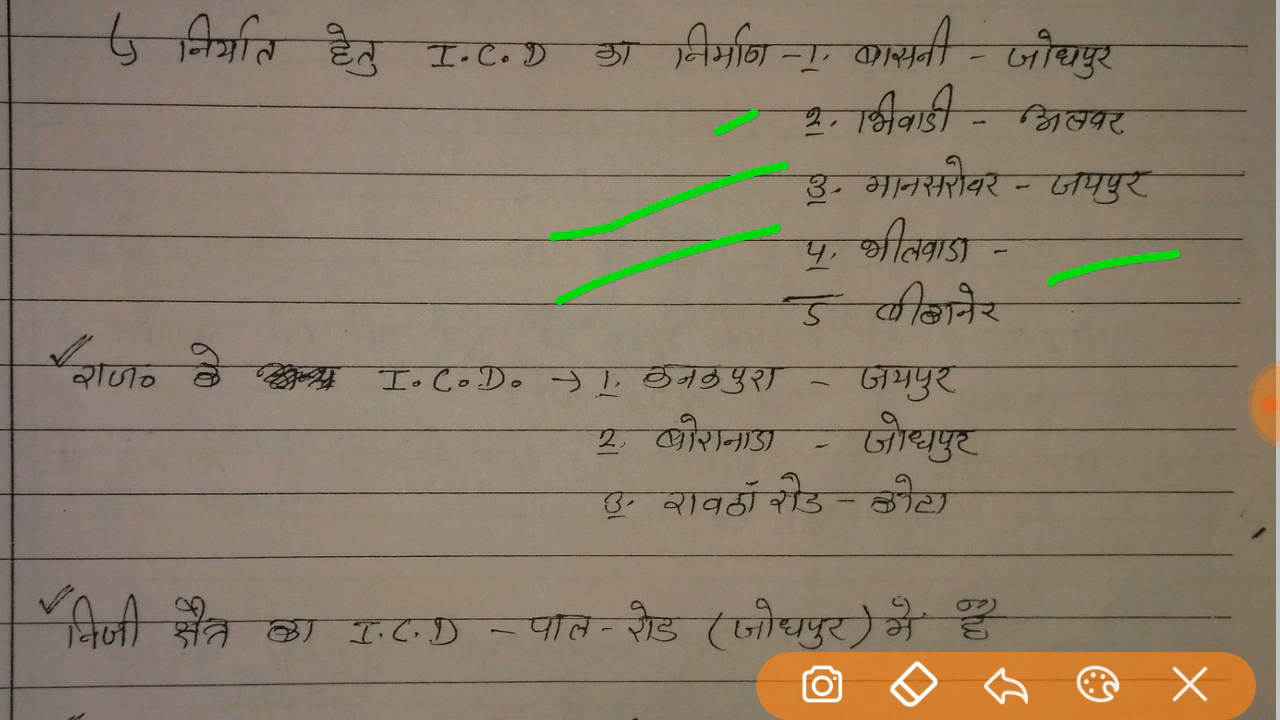 ↳ निर्यात हेतु I.C.D का निर्माण - 1. बासनी - जोधपुर
2. भिवाडी - अलवर
3. मानसरोवर - जयपुर
4. भीलवाडा -
5 बीकानेर
✓ राज० के I.C.D. → 1. कनकपुरा - जयपुर
2. बोरानाडा - जोधपुर
3. रावठाँ रोड - कोटा
✓ निजी क्षैत्र का I.C.D - पाल-रोड (जोधपुर) में है